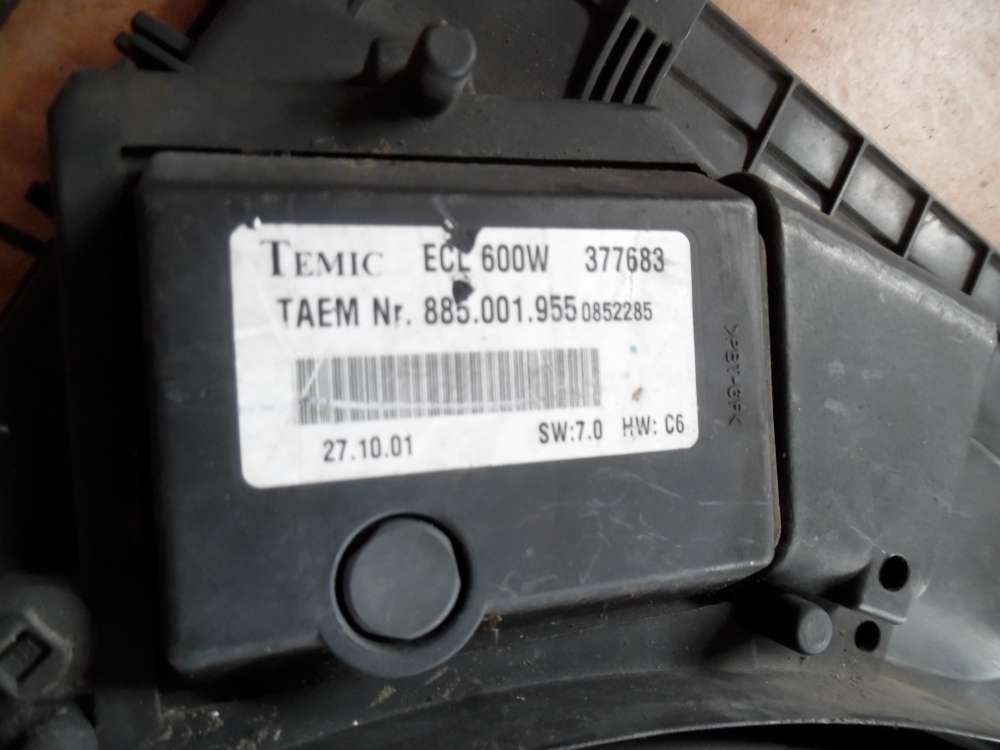 TEMIC ECL 600W 377683
TAEM Nr. 885.001.955 0852285
27.10.01 SW:7.0 HW: C6